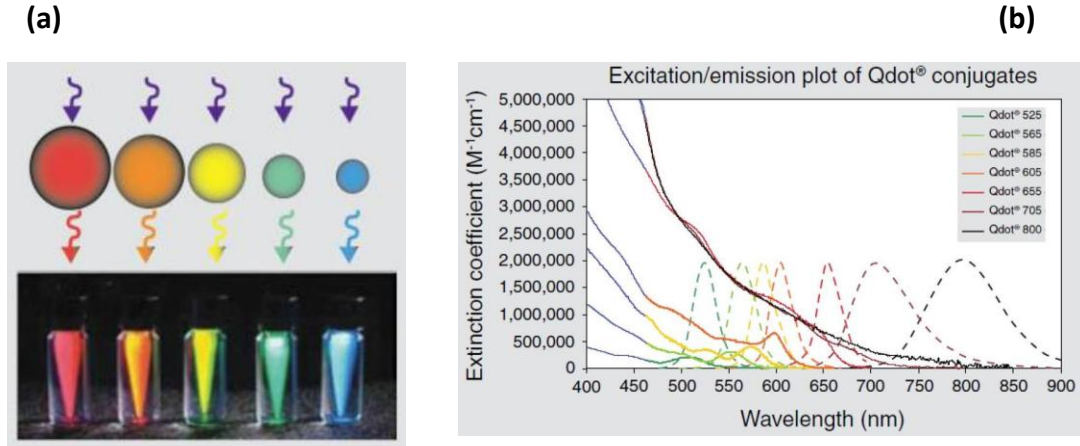 (a)
(b)
Excitation/emission plot of Qdot® conjugates
Extinction coefficient (M⁻¹cm⁻¹)
5,000,000
4,500,000
4,000,000
3,500,000
3,000,000
2,500,000
2,000,000
1,500,000
1,000,000
500,000
0
Qdot® 525
Qdot® 565
Qdot® 585
Qdot® 605
Qdot® 655
Qdot® 705
Qdot® 800
400 450 500 550 600 650 700 750 800 850 900
Wavelength (nm)